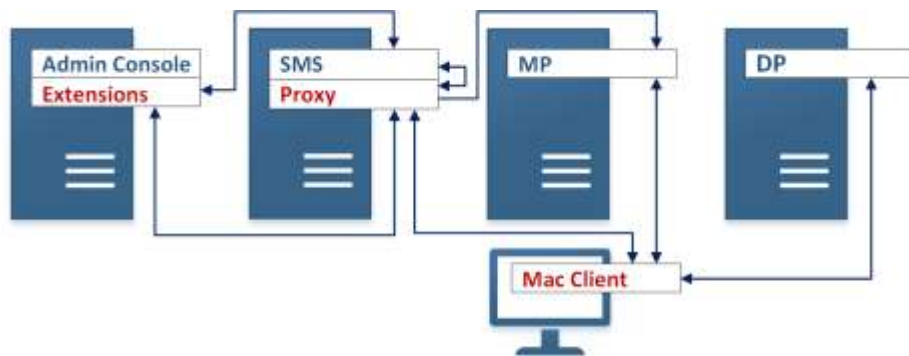 Admin Console
Extensions
SMS
Proxy
MP
DP
Mac Client